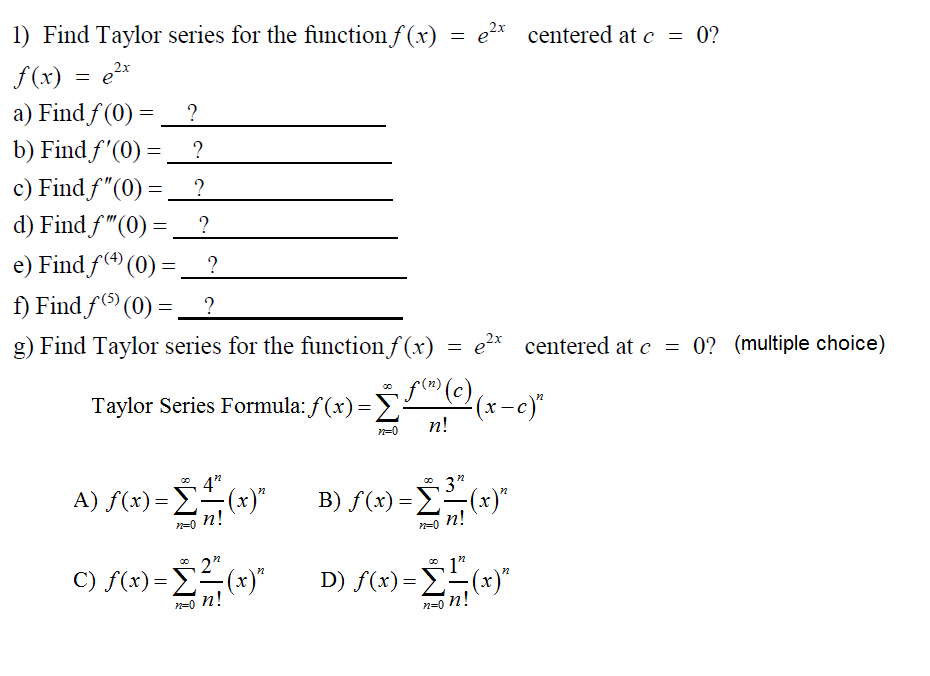 1) Find Taylor series for the function f(x) = e^{2x} centered at c = 0?
f(x) = e^{2x}
a) Find f(0) = ?
b) Find f'(0) = ?
c) Find f"(0) = ?
d) Find f'''(0) = ?
e) Find f^{(4)}(0) = ?
f) Find f^{(5)}(0) = ?
g) Find Taylor series for the function f(x) = e^{2x} centered at c = 0? (multiple choice)
Taylor Series Formula: f(x) = \sum_{n=0}^{\infty} \frac{f^{(n)}(c)}{n!}(x-c)^n
A) f(x) = \sum_{n=0}^{\infty} \frac{4^n}{n!}(x)^n B) f(x) = \sum_{n=0}^{\infty} \frac{3^n}{n!}(x)^n
C) f(x) = \sum_{n=0}^{\infty} \frac{2^n}{n!}(x)^n D) f(x) = \sum_{n=0}^{\infty} \frac{1^n}{n!}(x)^n